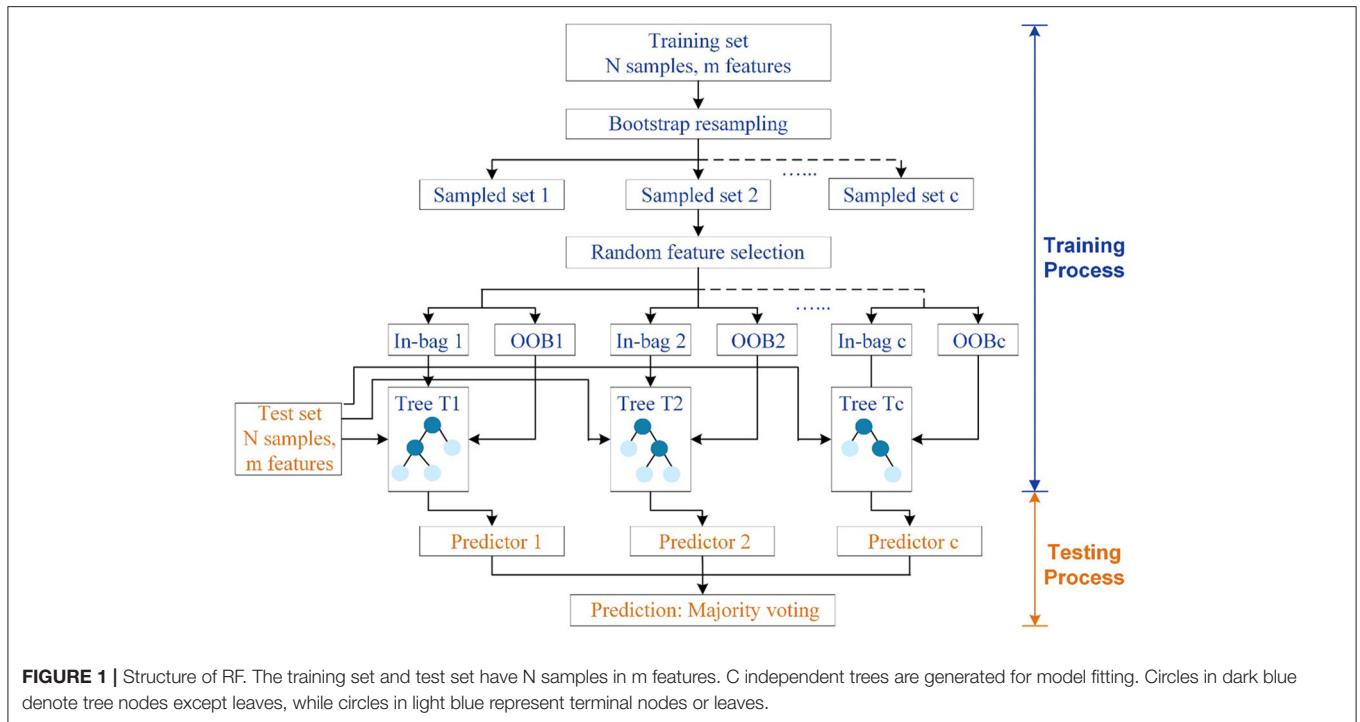 Training set
N samples, m features
Bootstrap resampling
…...
Sampled set 1
Sampled set 2
Sampled set c
Random feature selection
Training
Process
…...
In-bag 1
OOB1
In-bag 2
OOB2
In-bag c
OOBc
Test set
N samples,
m features
Tree T1
Tree T2
Tree Tc
Predictor 1
Predictor 2
Predictor c
Testing
Process
Prediction: Majority voting
FIGURE 1 | Structure of RF. The training set and test set have N samples in m features. C independent trees are generated for model fitting. Circles in dark blue
denote tree nodes except leaves, while circles in light blue represent terminal nodes or leaves.